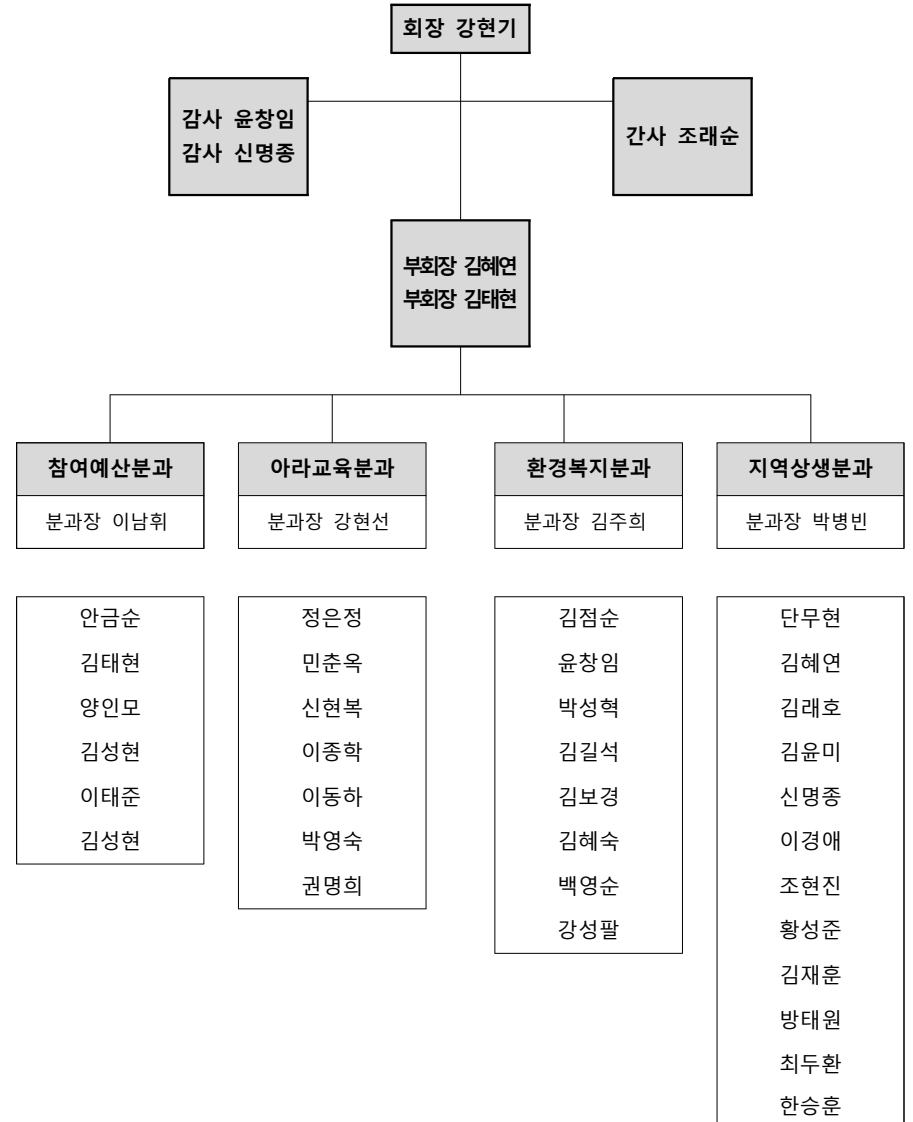 회장 강현기
감사 윤창임
감사 신명종
간사 조래순
부회장 김혜연
부회장 김태현
참여예산분과
분과장 이남휘
안금순
김태현
양인모
김성현
이태준
김성현
아라교육분과
분과장 강현선
정은정
민춘옥
신현복
이종학
이동하
박영숙
권명희
환경복지분과
분과장 김주희
김점순
윤창임
박성혁
김길석
김보경
김혜숙
백영순
강성팔
지역상생분과
분과장 박병빈
단무현
김혜연
김래호
김윤미
신명종
이경애
조현진
황성준
김재훈
방태원
최두환
한승훈